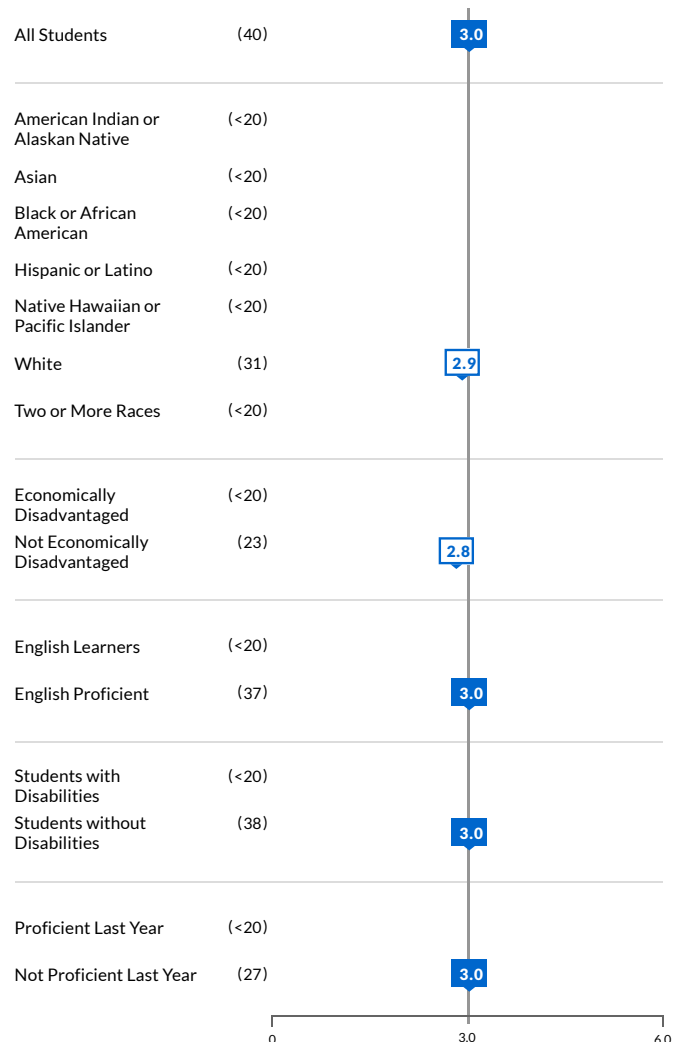 All Students (40) 3.0
American Indian or (<20)
Alaskan Native
Asian (<20)
Black or African (<20)
American
Hispanic or Latino (<20)
Native Hawaiian or (<20)
Pacific Islander
White (31) 2.9
Two or More Races (<20)
Economically (<20)
Disadvantaged
Not Economically (23) 2.8
Disadvantaged
English Learners (<20)
English Proficient (37) 3.0
Students with (<20)
Disabilities
Students without (38) 3.0
Disabilities
Proficient Last Year (<20)
Not Proficient Last Year (27) 3.0
0 3.0 6.0